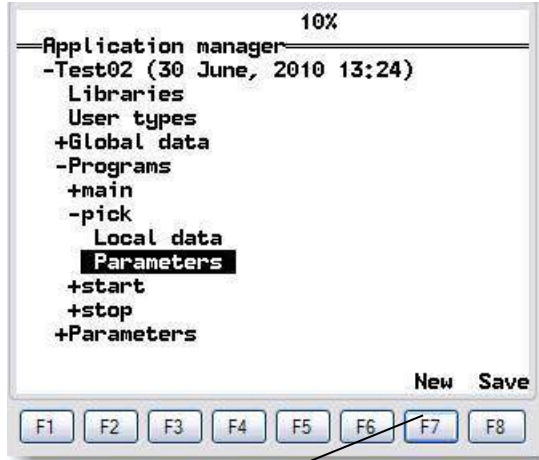 10%
Application manager
-Test02 (30 June, 2010 13:24)
Libraries
User types
+Global data
-Programs
+main
-pick
Local data
Parameters
+start
+stop
+Parameters
New Save
F1 F2 F3 F4 F5 F6 F7 F8